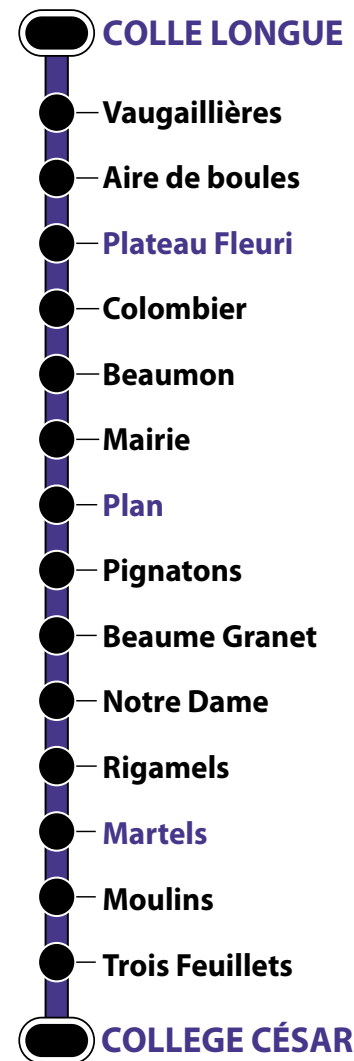 COLLE LONGUE
Vaugaillières
Aire de boules
Plateau Fleuri
Colombier
Beaumon
Mairie
Plan
Pignatons
Beaume Granet
Notre Dame
Rigamels
Martels
Moulins
Trois Feuillets
COLLEGE CÉSAR